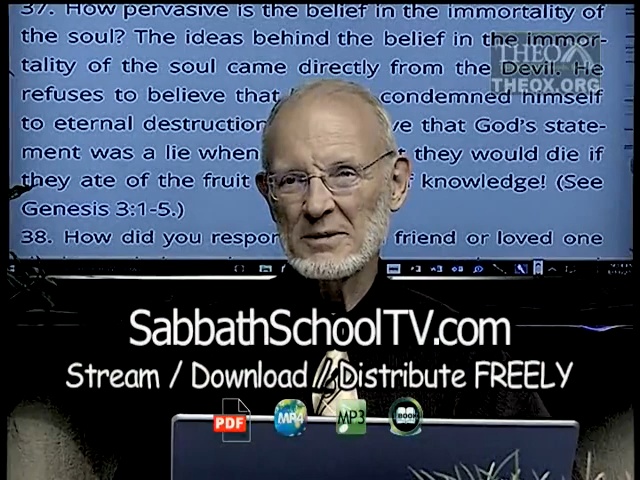 37. How pervasive is the belief in the immortality of
the soul? The ideas behind the belief in the immor-
tality of the soul came directly from the Devil. He
refuses to believe that condemned himself
to eternal destruction that God's state-
ment was a lie when they would die if
they ate of the fruit knowledge! (See
Genesis 3:1-5.)
38. How did you respon friend or loved one
THEOX
THEOX.ORG
SabbathSchoolTV.com
Stream / Download / Distribute FREELY
PDF
MP4
MP3
BOOK